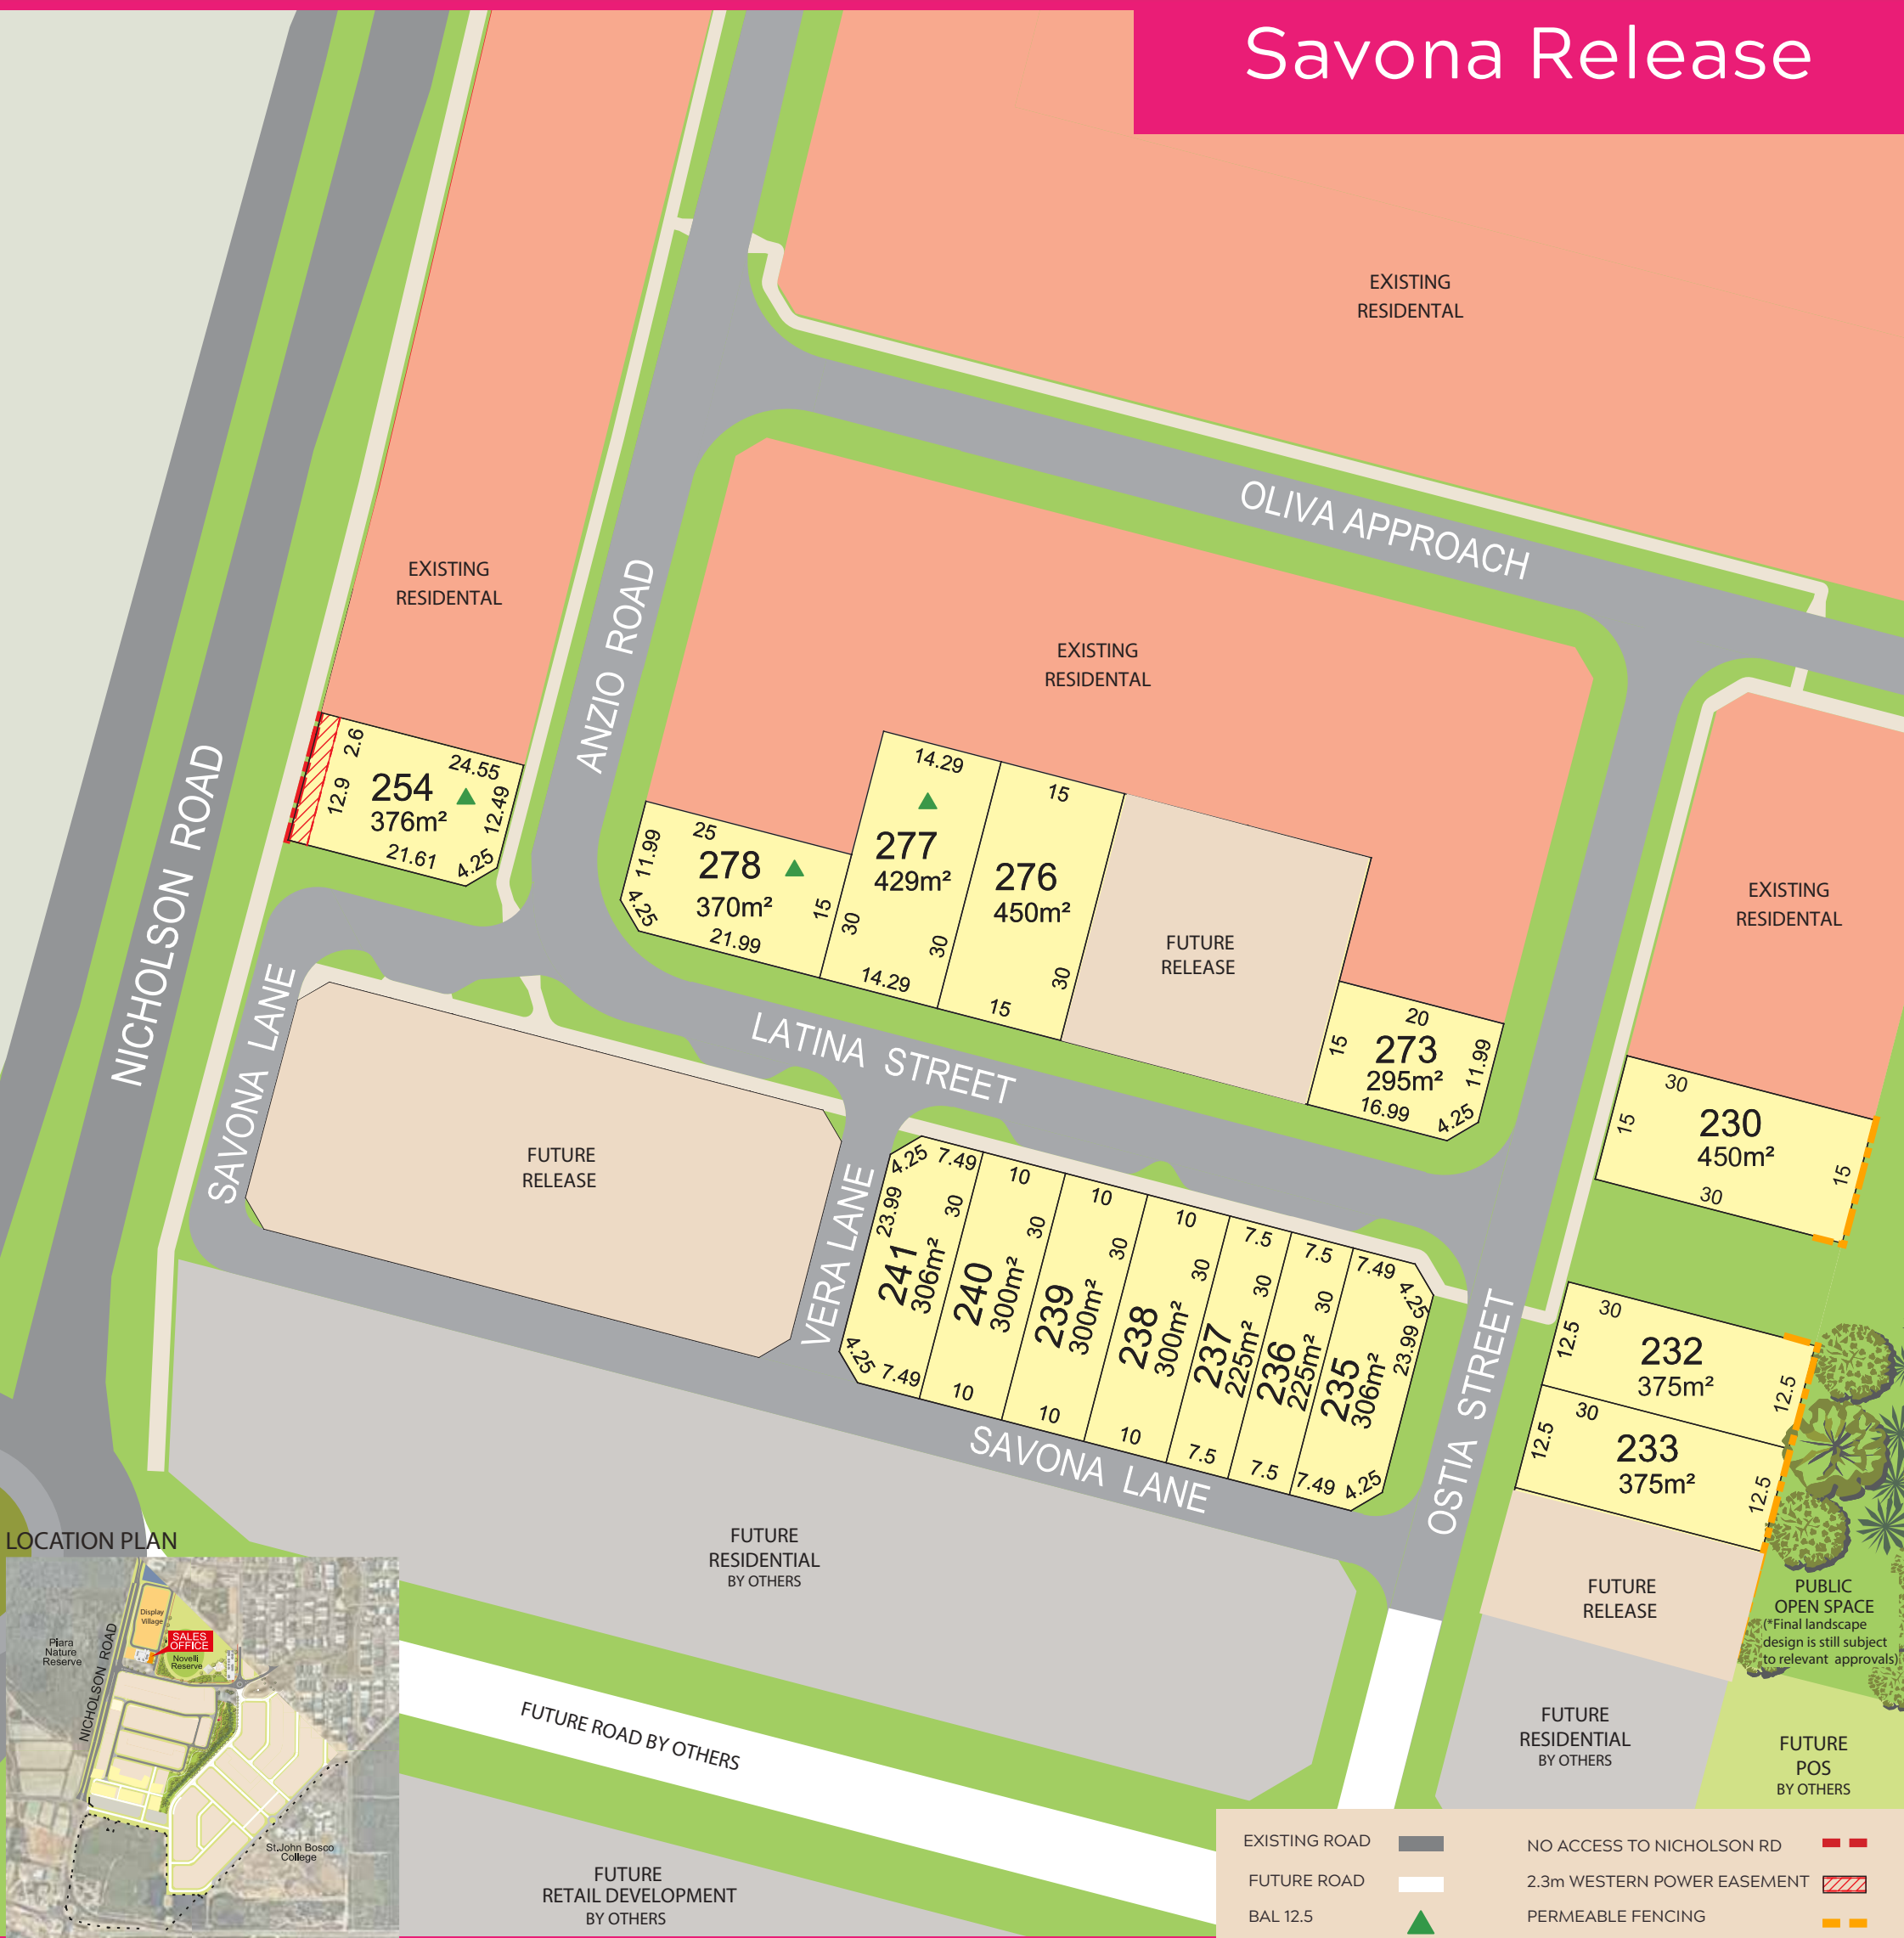 Savona Release
EXISTING
RESIDENTAL
OLIVA APPROACH
EXISTING
RESIDENTAL
ANZIO ROAD
EXISTING
RESIDENTAL
NICHOLSON ROAD
2.6
24.55
254
376m²
12.9
12.49
21.61
4.25
14.29
277
429m²
30
14.29
15
276
450m²
30
30
15
25
278
370m²
11.99
15
4.25
21.99
FUTURE
RELEASE
EXISTING
RESIDENTAL
20
273
295m²
15
11.99
16.99
4.25
SAVONA LANE
LATINA STREET
30
230
450m²
15
15
30
FUTURE
RELEASE
VERA LANE
4.25
7.49
23.99
30
241
306m²
4.25
7.49
10
30
240
300m²
10
10
30
239
300m²
10
10
30
238
300m²
10
7.5
30
237
225m²
7.5
7.5
30
236
225m²
7.5
7.49
4.25
23.99
235
306m²
7.49
4.25
OSTIA STREET
30
12.5
232
375m²
12.5
30
12.5
233
375m²
12.5
SAVONA LANE
FUTURE
RESIDENTIAL
BY OTHERS
FUTURE
RELEASE
PUBLIC
OPEN SPACE
(*Final landscape
design is still subject
to relevant approvals)
FUTURE
RESIDENTIAL
BY OTHERS
FUTURE
POS
BY OTHERS
FUTURE ROAD BY OTHERS
FUTURE
RETAIL DEVELOPMENT
BY OTHERS
LOCATION PLAN
Display
Village
SALES
OFFICE
Piara
Nature
Reserve
Novelli
Reserve
NICHOLSON ROAD
St.John Bosco
College
EXISTING ROAD
FUTURE ROAD
BAL 12.5
NO ACCESS TO NICHOLSON RD
2.3m WESTERN POWER EASEMENT
PERMEABLE FENCING